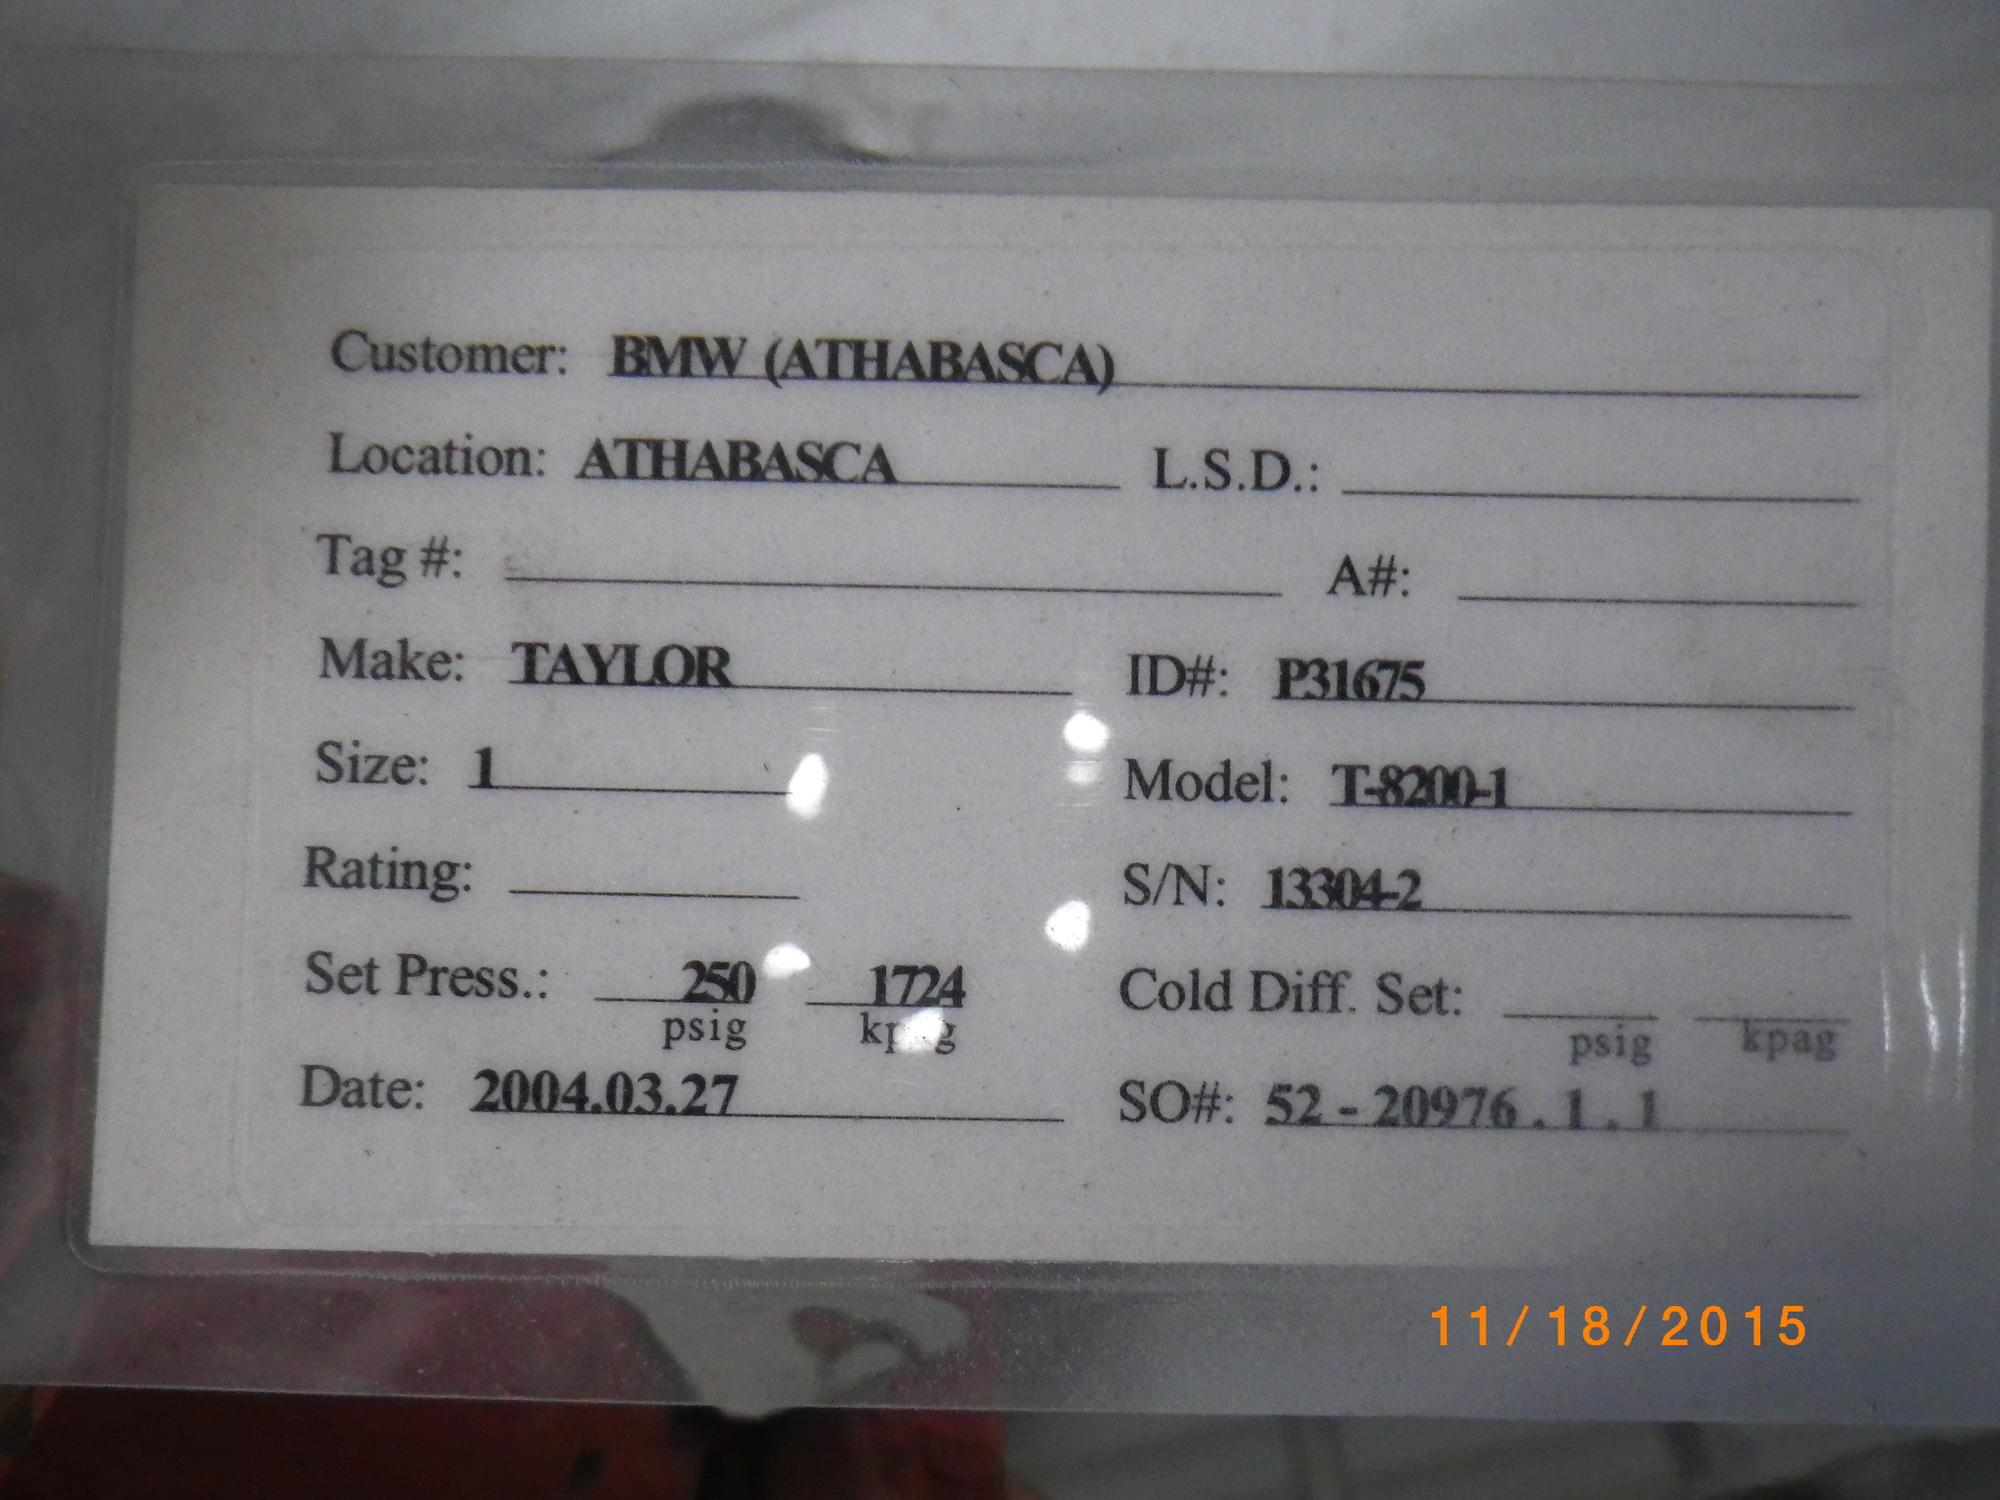 Customer: BMW (ATHABASCA)
Location: ATHABASCA L.S.D.:
Tag #: A#:
Make: TAYLOR ID#: P31675
Size: 1 Model: T-8200-1
Rating: S/N: 13304-2
Set Press.: 250 1724 Cold Diff. Set:
psig kpag psig kpag
Date: 2004.03.27 SO#: 52 - 20976 . 1 . 1
11/18/2015